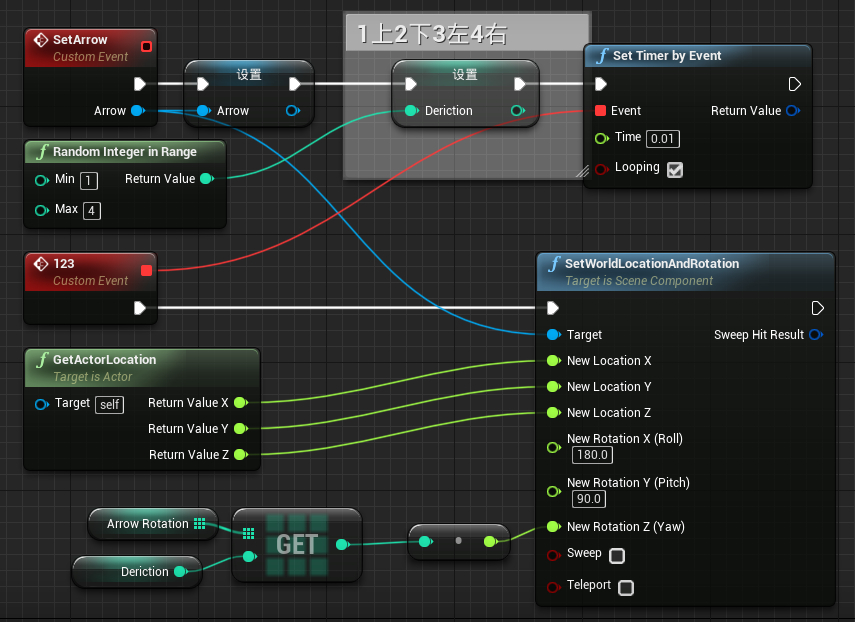 SetArrow
Custom Event
Arrow
设置
Arrow
1上2下3左4右
设置
Deriction
Set Timer by Event
Event
Return Value
Time 0.01
Looping
Random Integer in Range
Min 1
Return Value
Max 4
123
Custom Event
SetWorldLocationAndRotation
Target is Scene Component
Target
Sweep Hit Result
New Location X
New Location Y
New Location Z
New Rotation X (Roll)
180.0
New Rotation Y (Pitch)
90.0
New Rotation Z (Yaw)
Sweep
Teleport
GetActorLocation
Target is Actor
Target self
Return Value X
Return Value Y
Return Value Z
Arrow Rotation
Deriction
GET